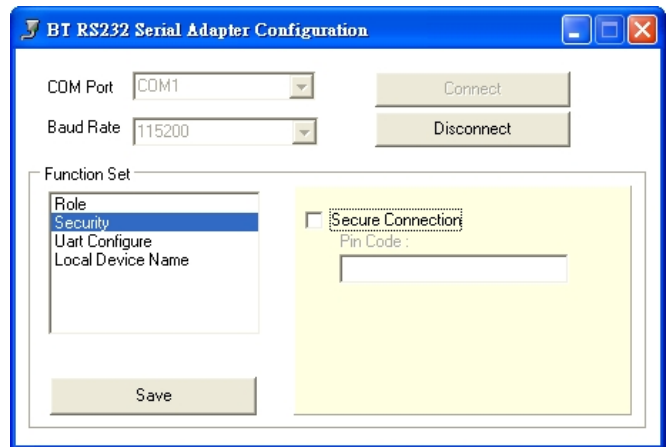 BT RS232 Serial Adapter Configuration
COM Port COM1 Connect
Baud Rate 115200 Disconnect
Function Set
Role
Security
Uart Configure
Local Device Name
Secure Connection
Pin Code :
Save